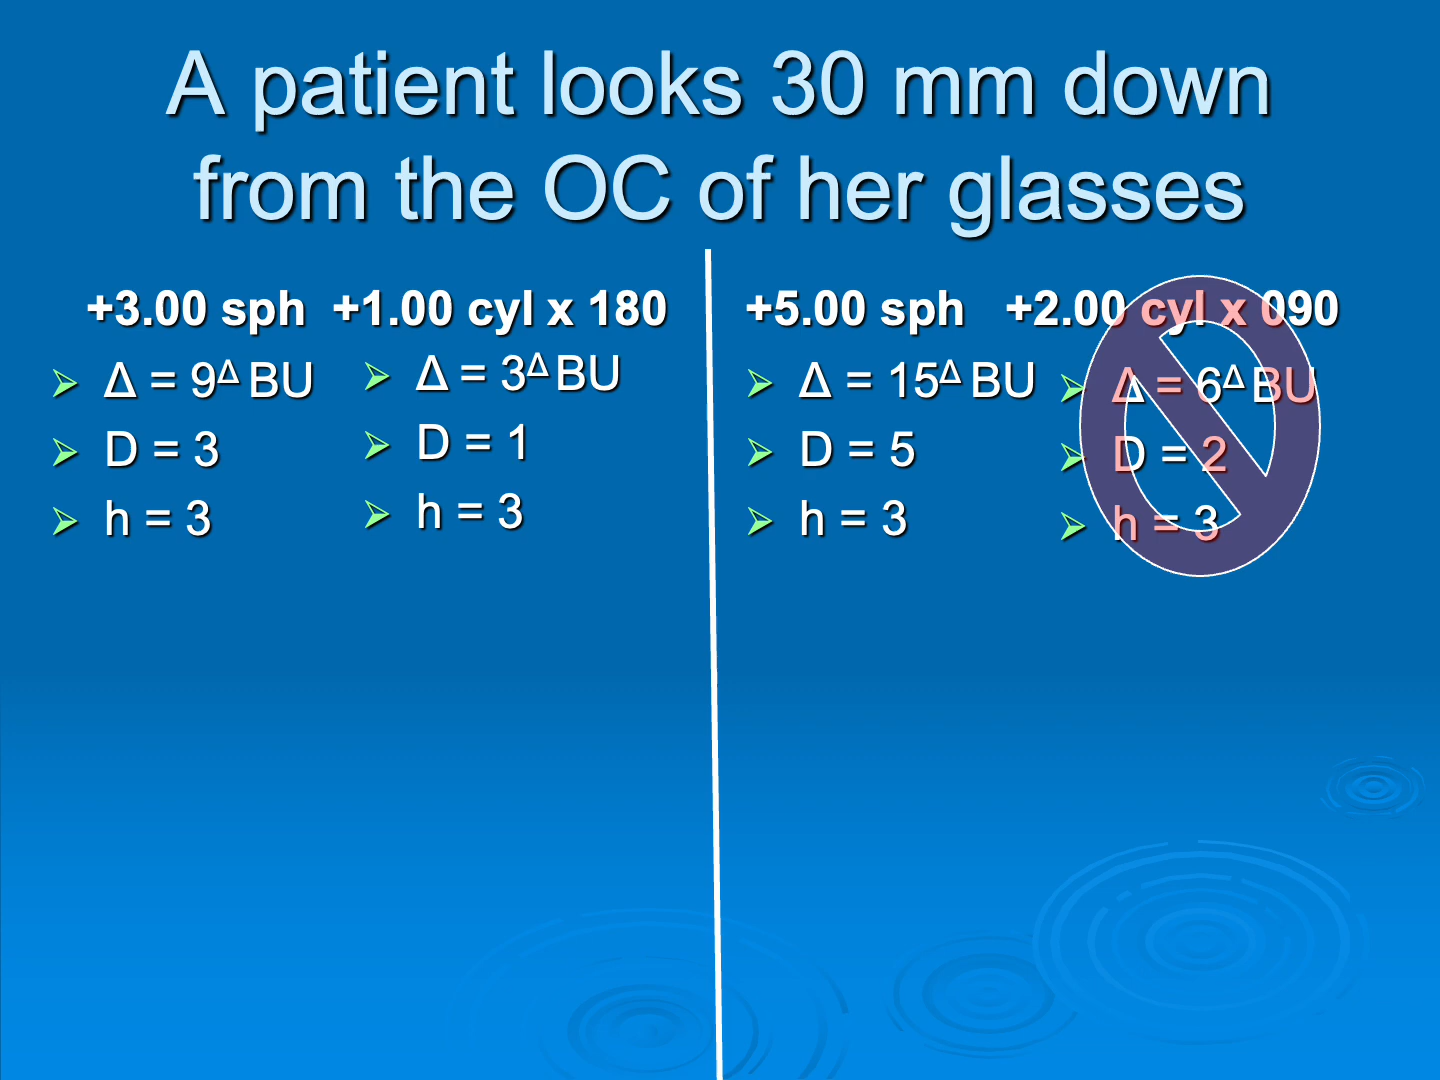 A patient looks 30 mm down
from the OC of her glasses
+3.00 sph +1.00 cyl x 180
Δ = 9Δ BU
D = 3
h = 3
Δ = 3Δ BU
D = 1
h = 3
+5.00 sph +2.00 cyl x 090
Δ = 15Δ BU
D = 5
h = 3
Δ = 6Δ BU
D = 2
h = 3